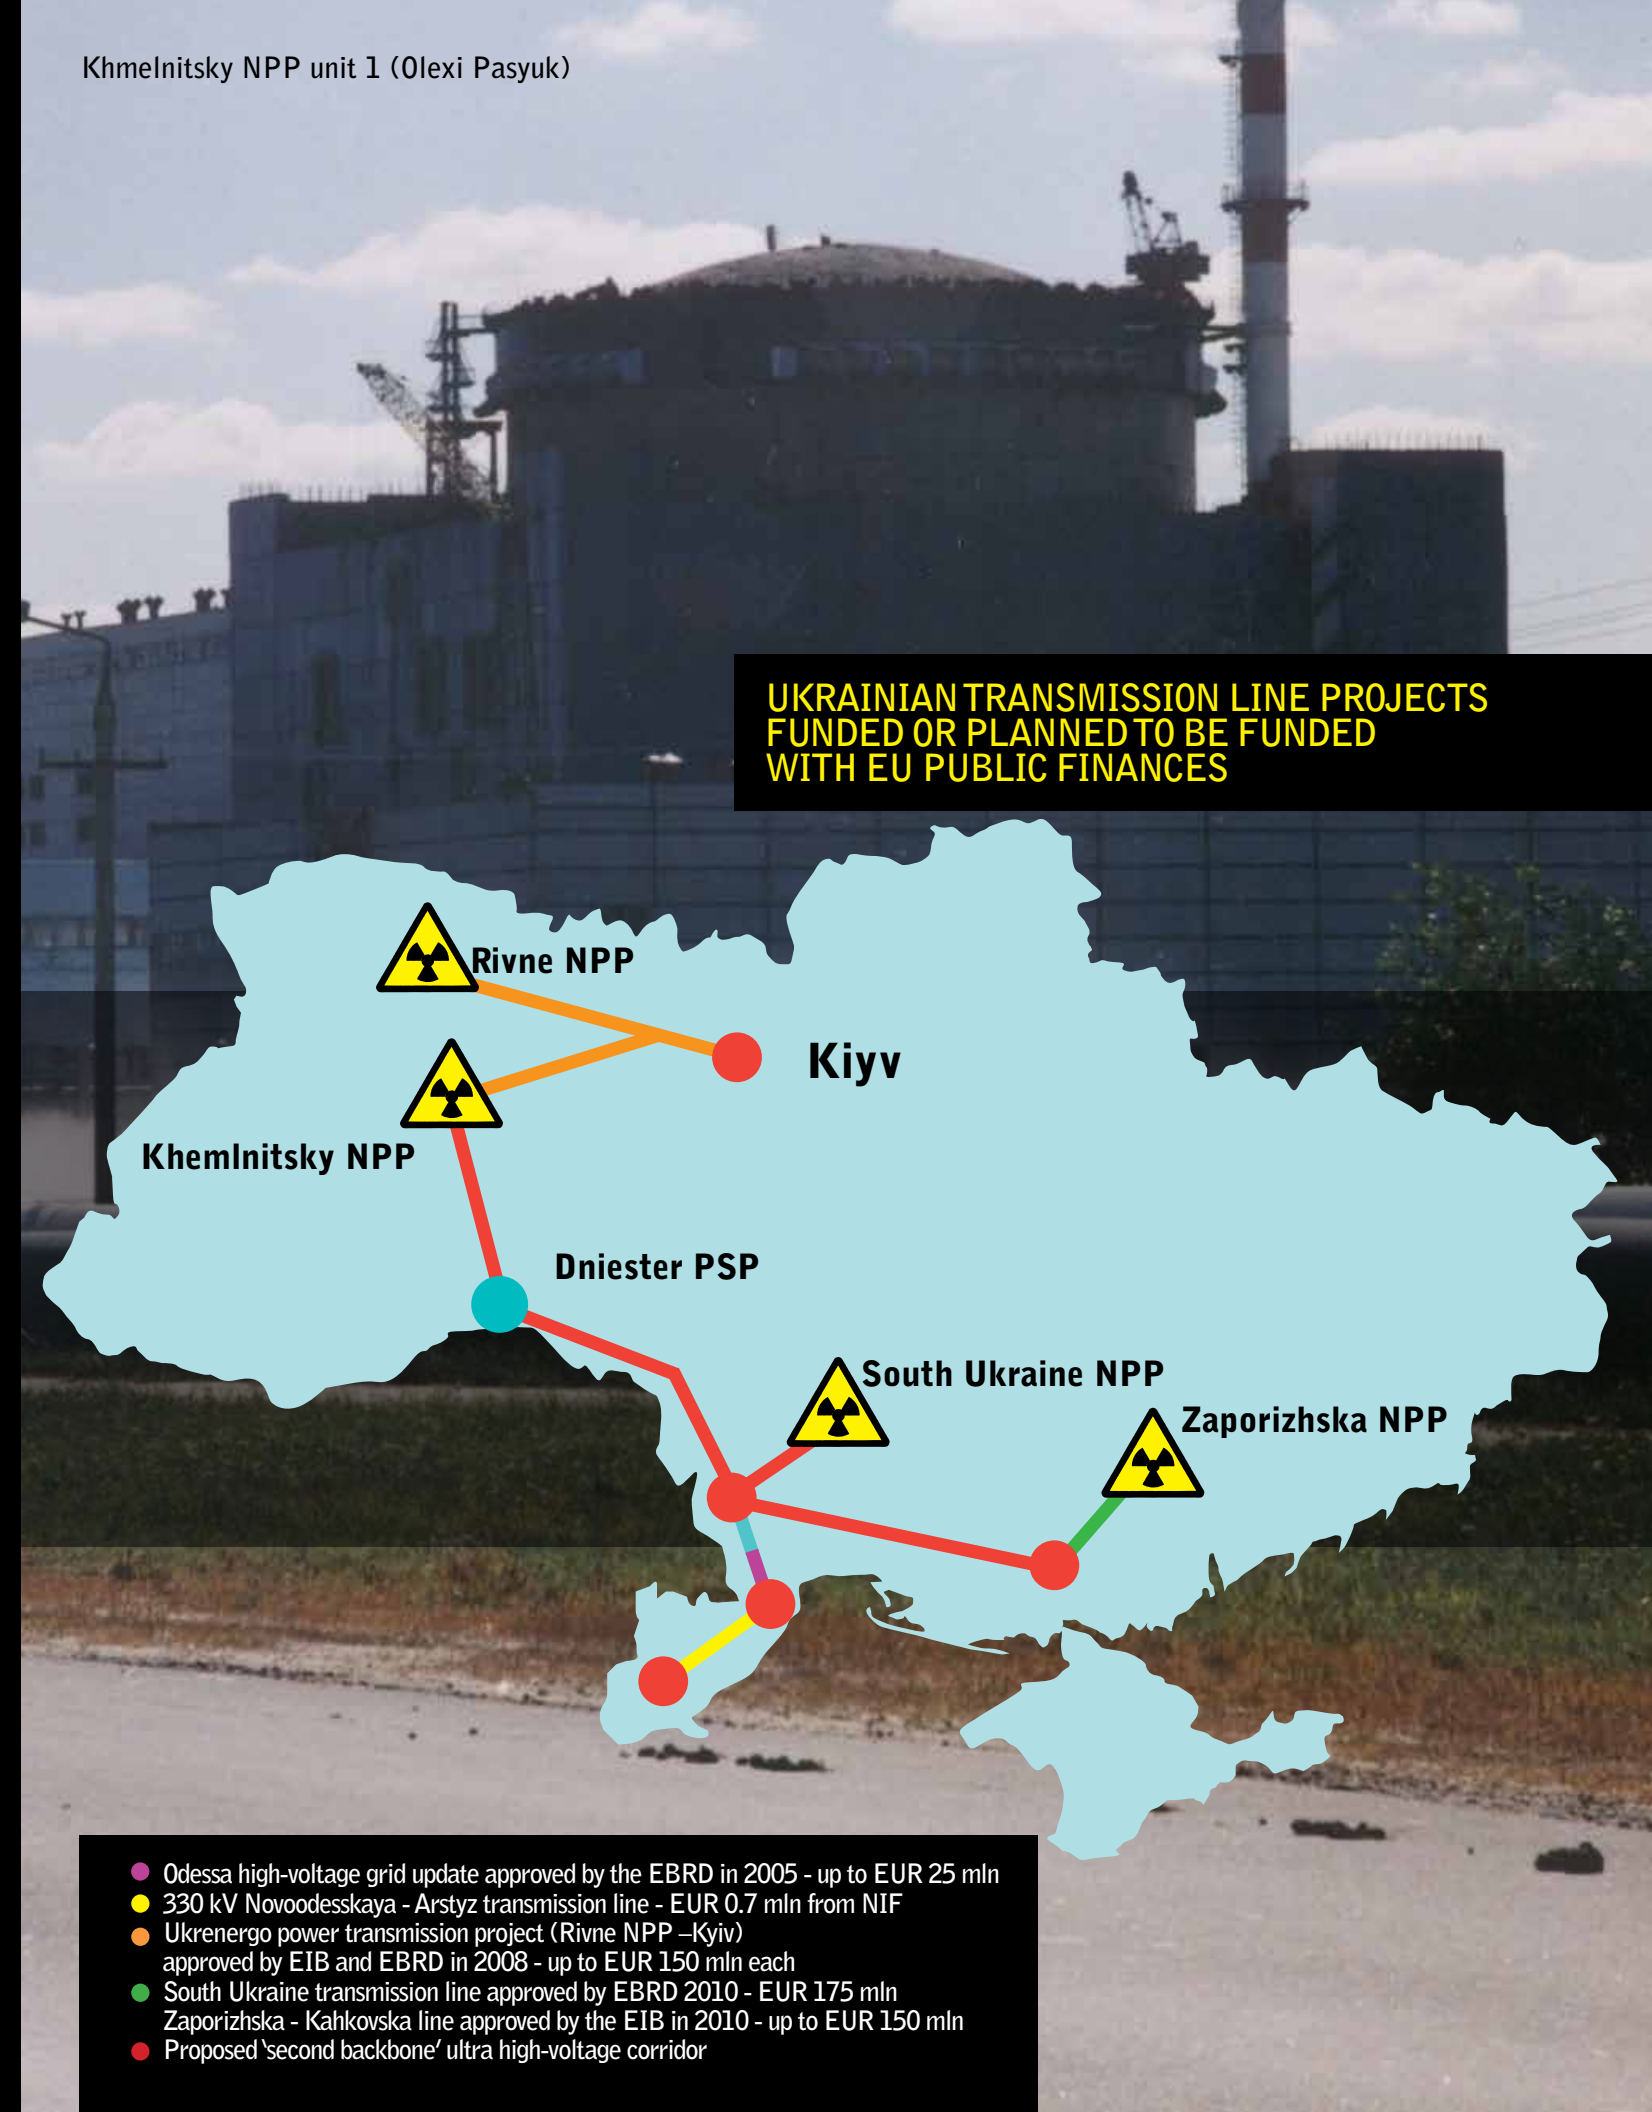 Khmelnitsky NPP unit 1 (Olexi Pasyuk)
UKRAINIAN TRANSMISSION LINE PROJECTS
FUNDED OR PLANNED TO BE FUNDED
WITH EU PUBLIC FINANCES
Rivne NPP
Kiyv
Khemlnitsky NPP
Dniester PSP
South Ukraine NPP
Zaporizhska NPP
Odessa high-voltage grid update approved by the EBRD in 2005 - up to EUR 25 mln
330 kV Novoodesskaya - Arstyz transmission line - EUR 0.7 mln from NIF
Ukrenergo power transmission project (Rivne NPP –Kyiv)
approved by EIB and EBRD in 2008 - up to EUR 150 mln each
South Ukraine transmission line approved by EBRD 2010 - EUR 175 mln
Zaporizhska - Kahkovska line approved by the EIB in 2010 - up to EUR 150 mln
Proposed ‘second backbone’ ultra high-voltage corridor